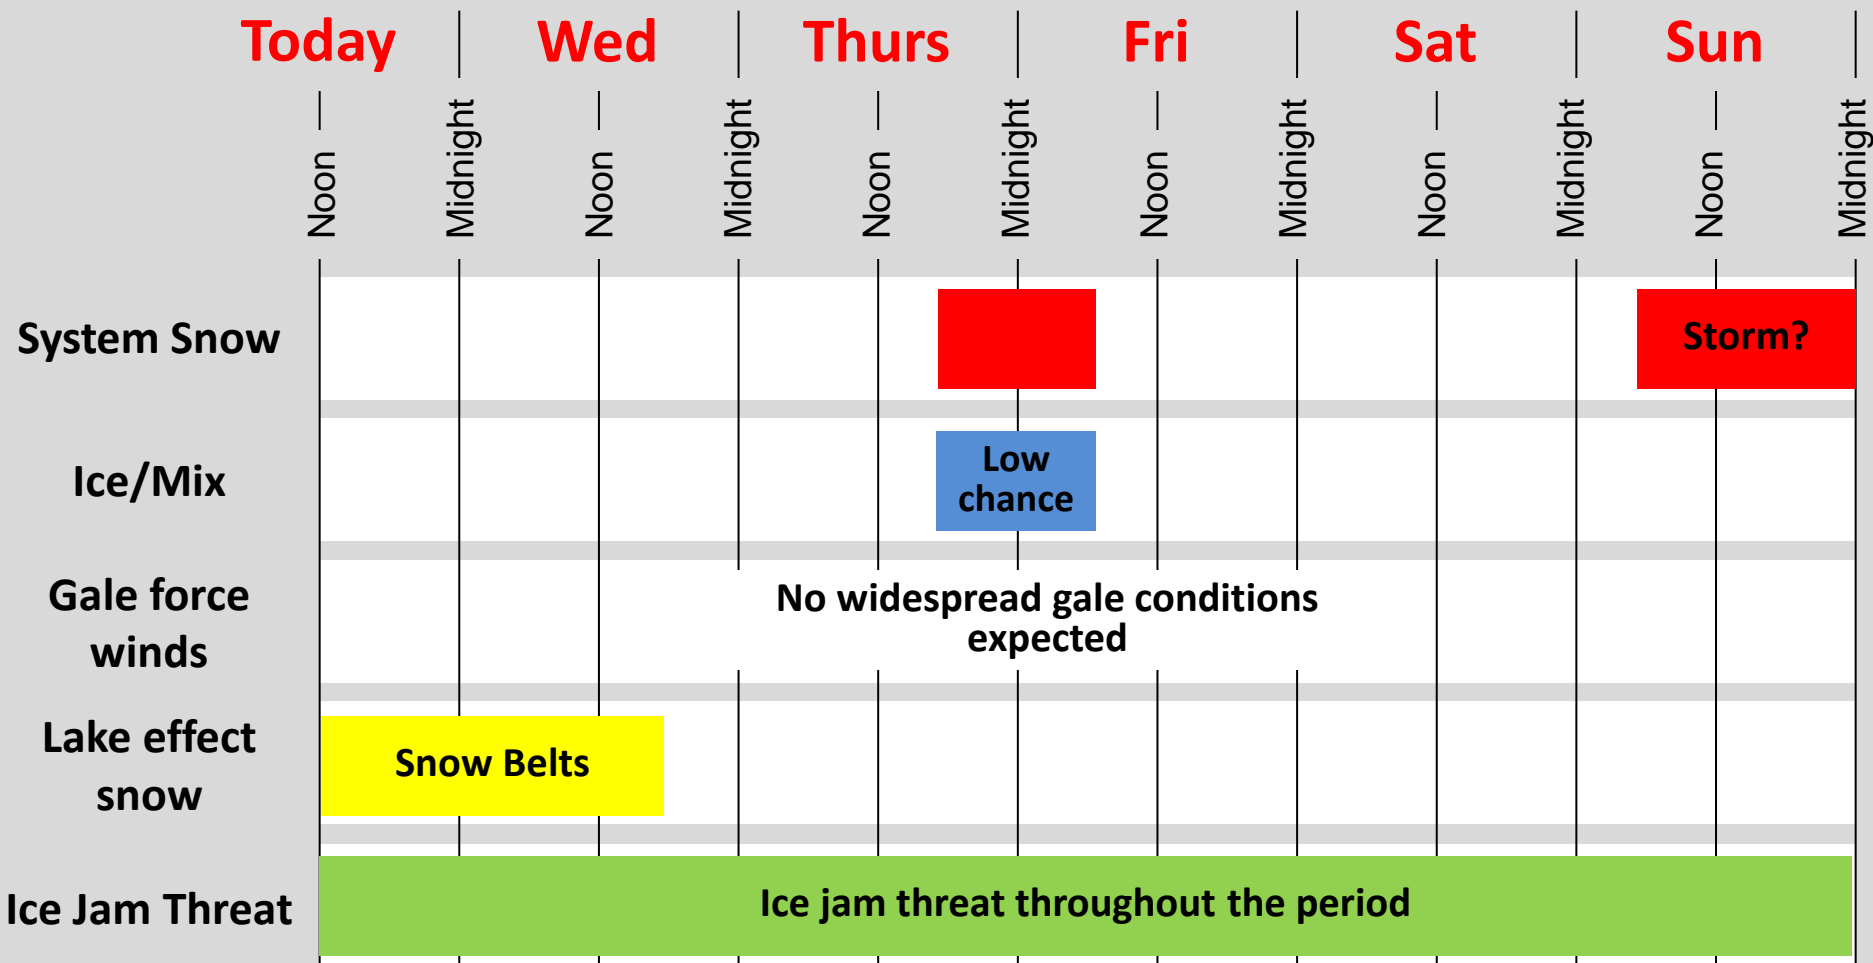 Today
Wed
Thurs
Fri
Sat
Sun
Noon
Midnight
Noon
Midnight
Noon
Midnight
Noon
Midnight
Noon
Midnight
Noon
Midnight
System Snow
Storm?
Ice/Mix
Low
chance
Gale force
winds
No widespread gale conditions
expected
Lake effect
snow
Snow Belts
Ice Jam Threat
Ice jam threat throughout the period